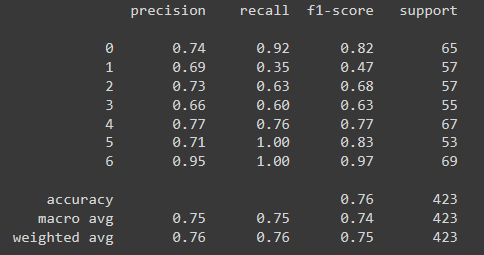 precision recall f1-score support
0 0.74 0.92 0.82 65
1 0.69 0.35 0.47 57
2 0.73 0.63 0.68 57
3 0.66 0.60 0.63 55
4 0.77 0.76 0.77 67
5 0.71 1.00 0.83 53
6 0.95 1.00 0.97 69
accuracy 0.76 423
macro avg 0.75 0.75 0.74 423
weighted avg 0.76 0.76 0.75 423